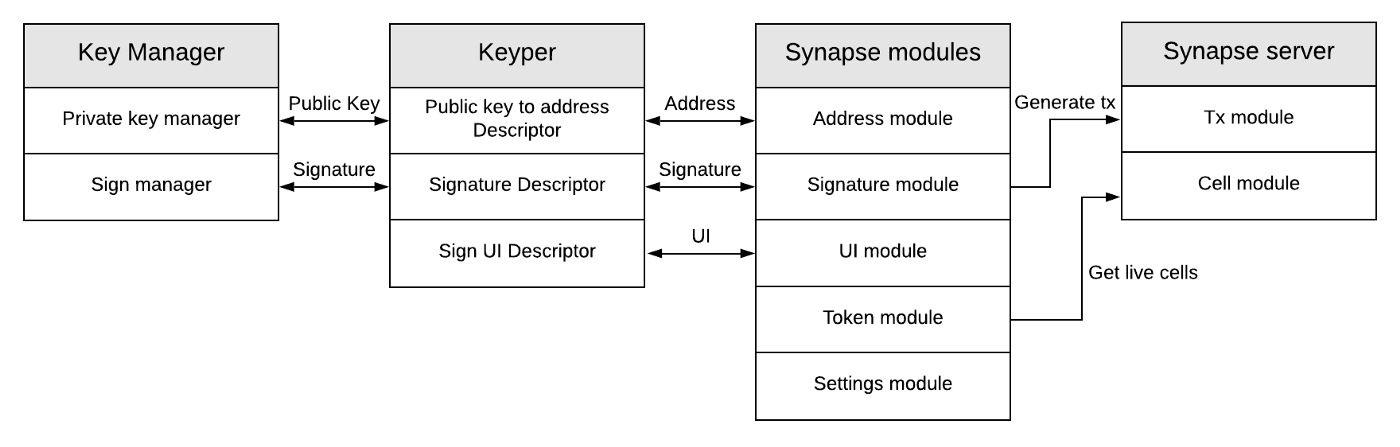 Key Manager
Private key manager
Sign manager
Public Key
Signature
Keyper
Public key to address
Descriptor
Signature Descriptor
Sign UI Descriptor
Address
Signature
UI
Synapse modules
Address module
Signature module
UI module
Token module
Settings module
Generate tx
Get live cells
Synapse server
Tx module
Cell module